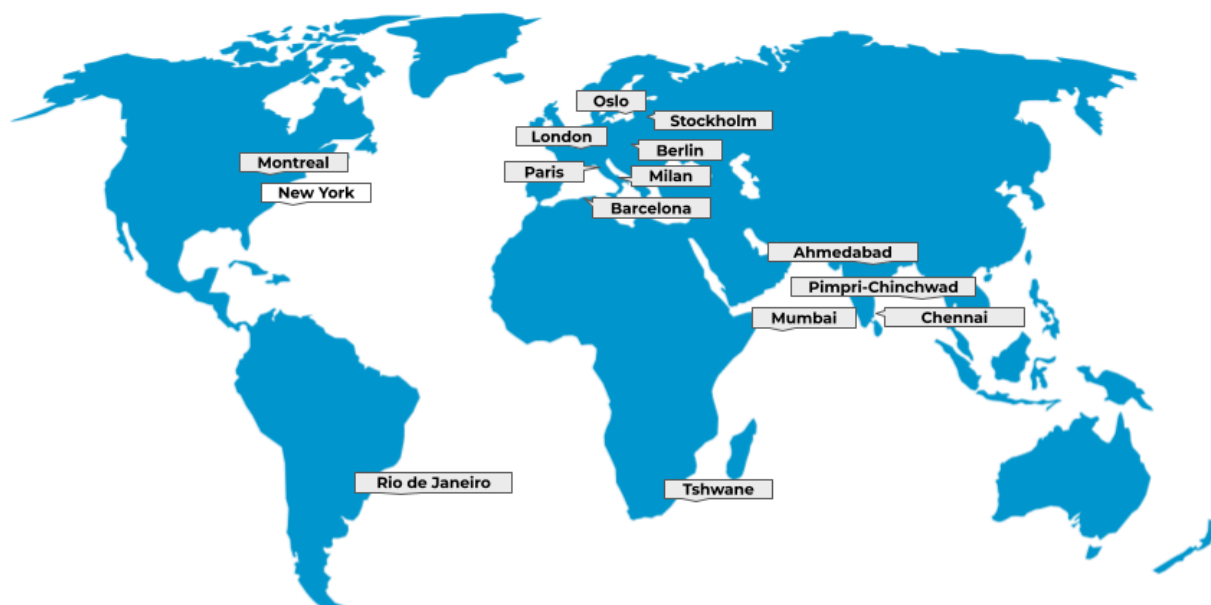 Oslo
Stockholm
London
Berlin
Montreal
Paris
Milan
New York
Barcelona
Ahmedabad
Pimpri-Chinchwad
Mumbai
Chennai
Rio de Janeiro
Tshwane